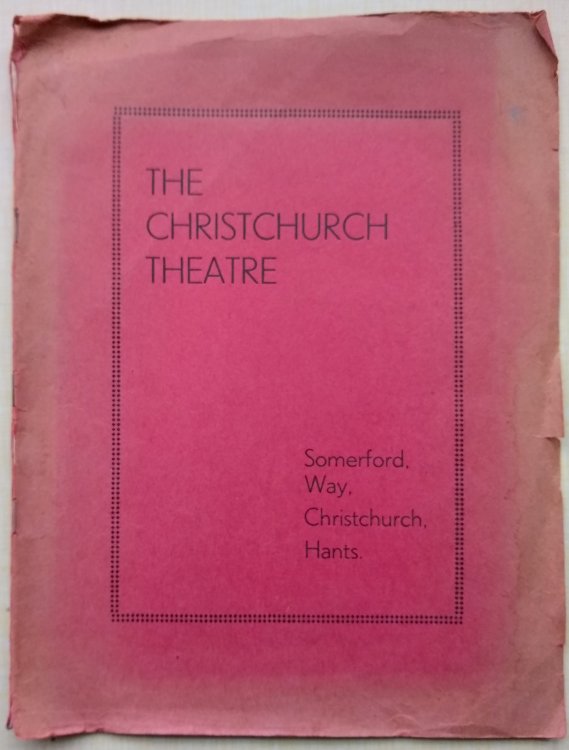 THE
CHRISTCHURCH
THEATRE
Somerford,
Way,
Christchurch,
Hants.